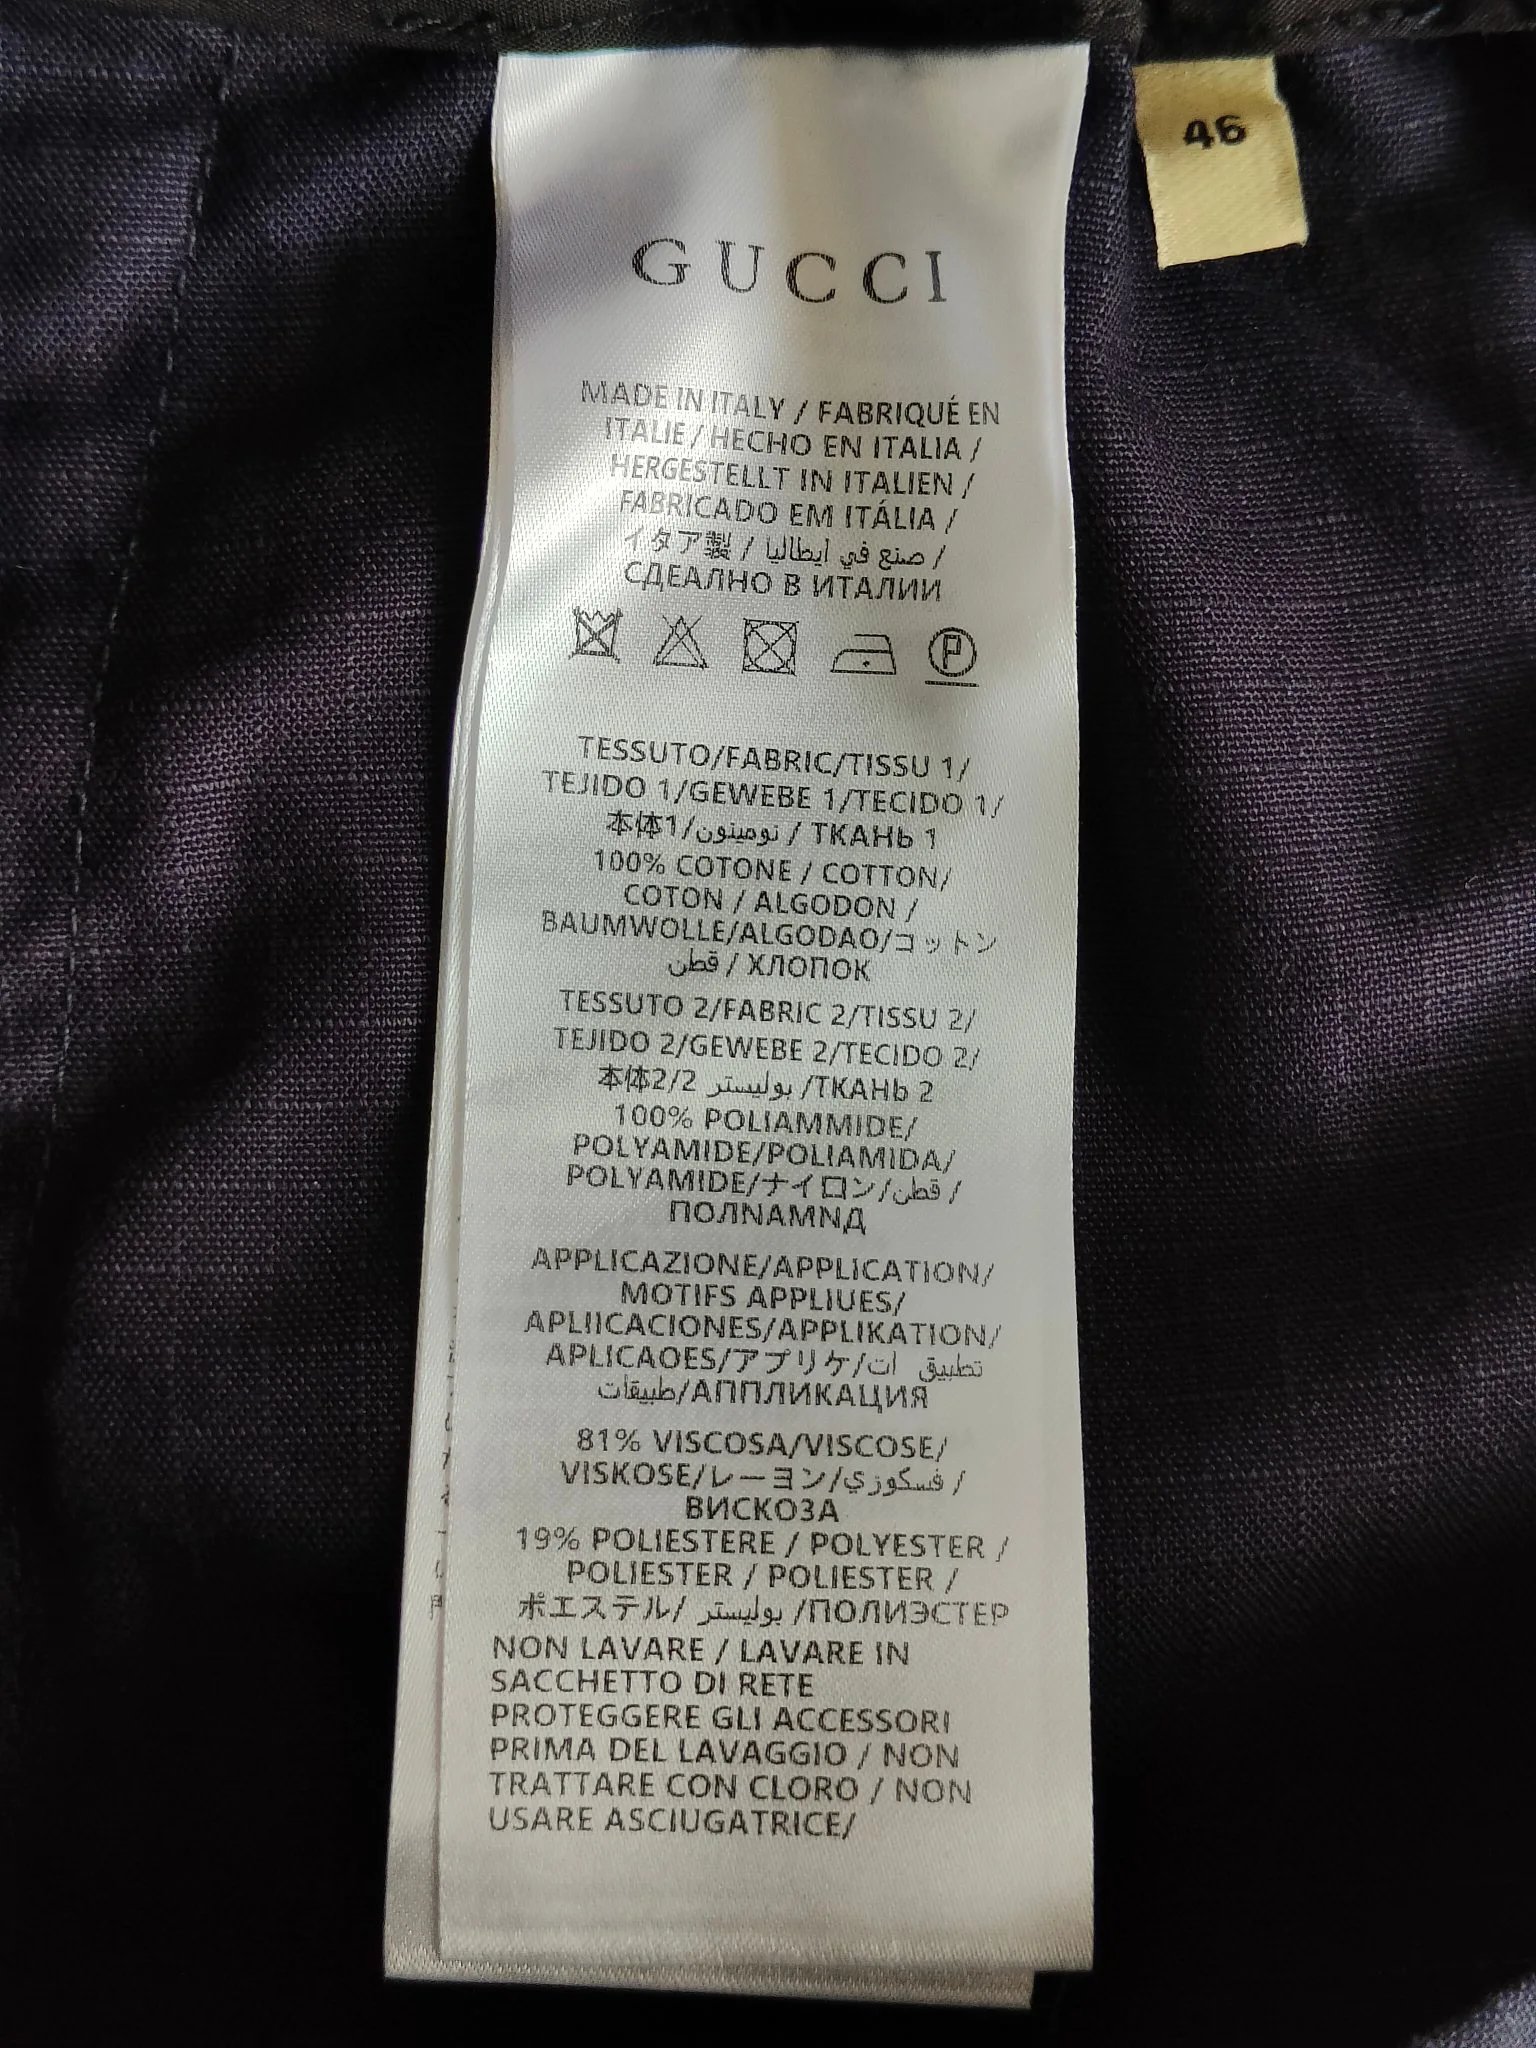 46
GUCCI
MADE IN ITALY / FABRIQUÉ EN
ITALIE / HECHO EN ITALIA /
HERGESTELLT IN ITALIEN /
FABRICADO EM ITÁLIA /
イタア製 / صنع في ايطاليا /
СДЕАЛНО В ИТАЛИИ
P
TESSUTO/FABRIC/TISSU 1/
TEJIDO 1/GEWEBE 1/TECIDO 1/
本体1/نومينون / ТКАНЬ 1
100% COTONE / COTTON/
COTON / ALGODON /
BAUMWOLLE/ALGODAO/コットン
قطن / ХЛОПОК
TESSUTO 2/FABRIC 2/TISSU 2/
TEJIDO 2/GEWEBE 2/TECIDO 2/
本体2/2 بوليستر /ТКАНЬ 2
100% POLIAMMIDE/
POLYAMIDE/POLIAMIDA/
POLYAMIDE/ナイロン/قطن /
ПОЛNАМNД
APPLICAZIONE/APPLICATION/
MOTIFS APPLIUES/
APLIICACIONES/APPLIKATION/
APLICAOES/アプリケ/تطبيق ات
طبيقات/АППЛИКАЦИЯ
81% VISCOSA/VISCOSE/
VISKOSE/レーヨン/فسكوزي /
ВИСКОЗА
19% POLIESTERE / POLYESTER /
POLIESTER / POLIESTER /
ポエステル/ بوليستر /ПОЛИЭСТЕР
NON LAVARE / LAVARE IN
SACCHETTO DI RETE
PROTEGGERE GLI ACCESSORI
PRIMA DEL LAVAGGIO / NON
TRATTARE CON CLORO / NON
USARE ASCIUGATRICE/